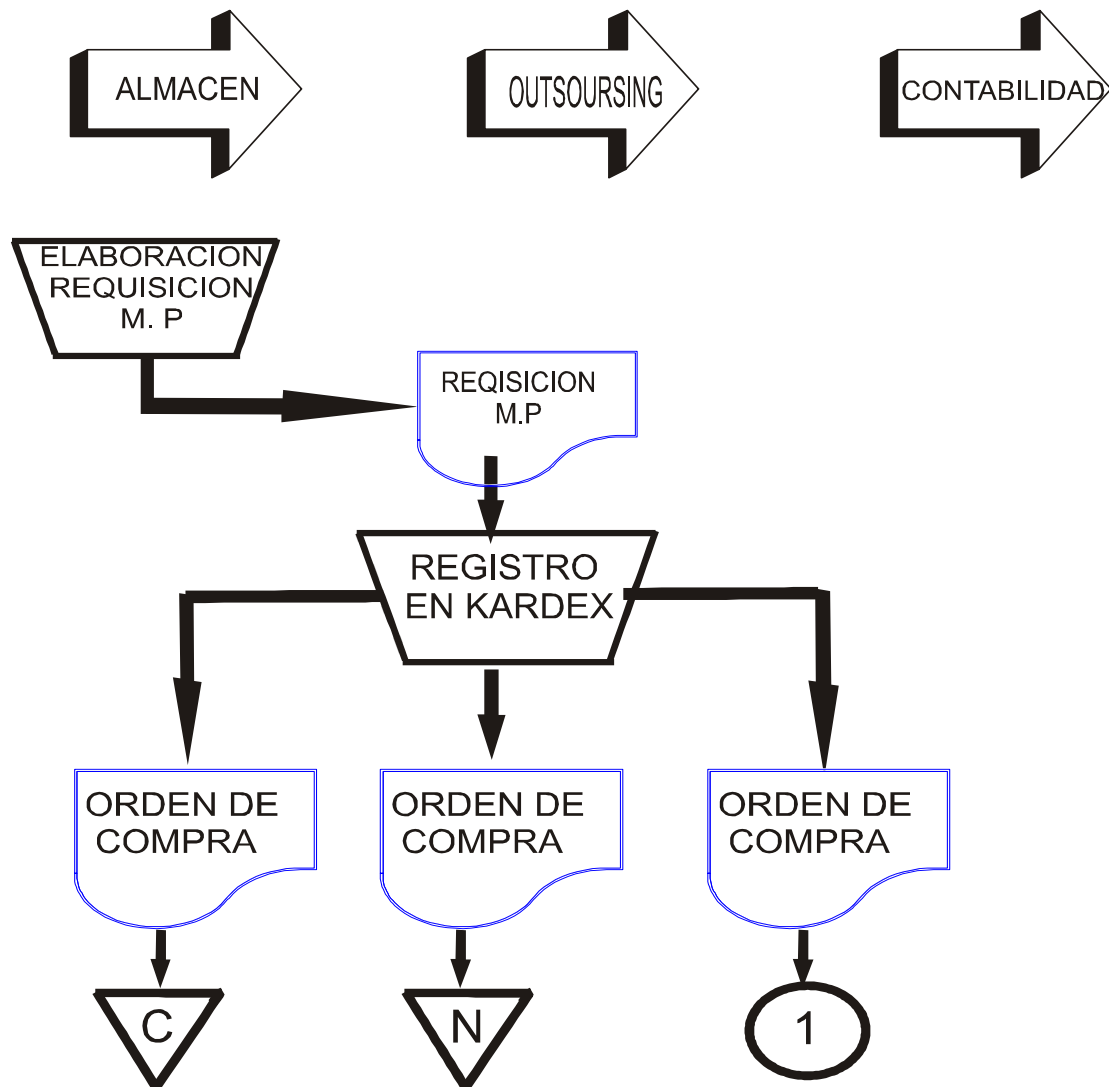 ALMACEN
OUTSOURSING
CONTABILIDAD
ELABORACION
REQUISICION
M. P
REQISICION
M.P
REGISTRO
EN KARDEX
ORDEN DE
COMPRA
ORDEN DE
COMPRA
ORDEN DE
COMPRA
C
N
1